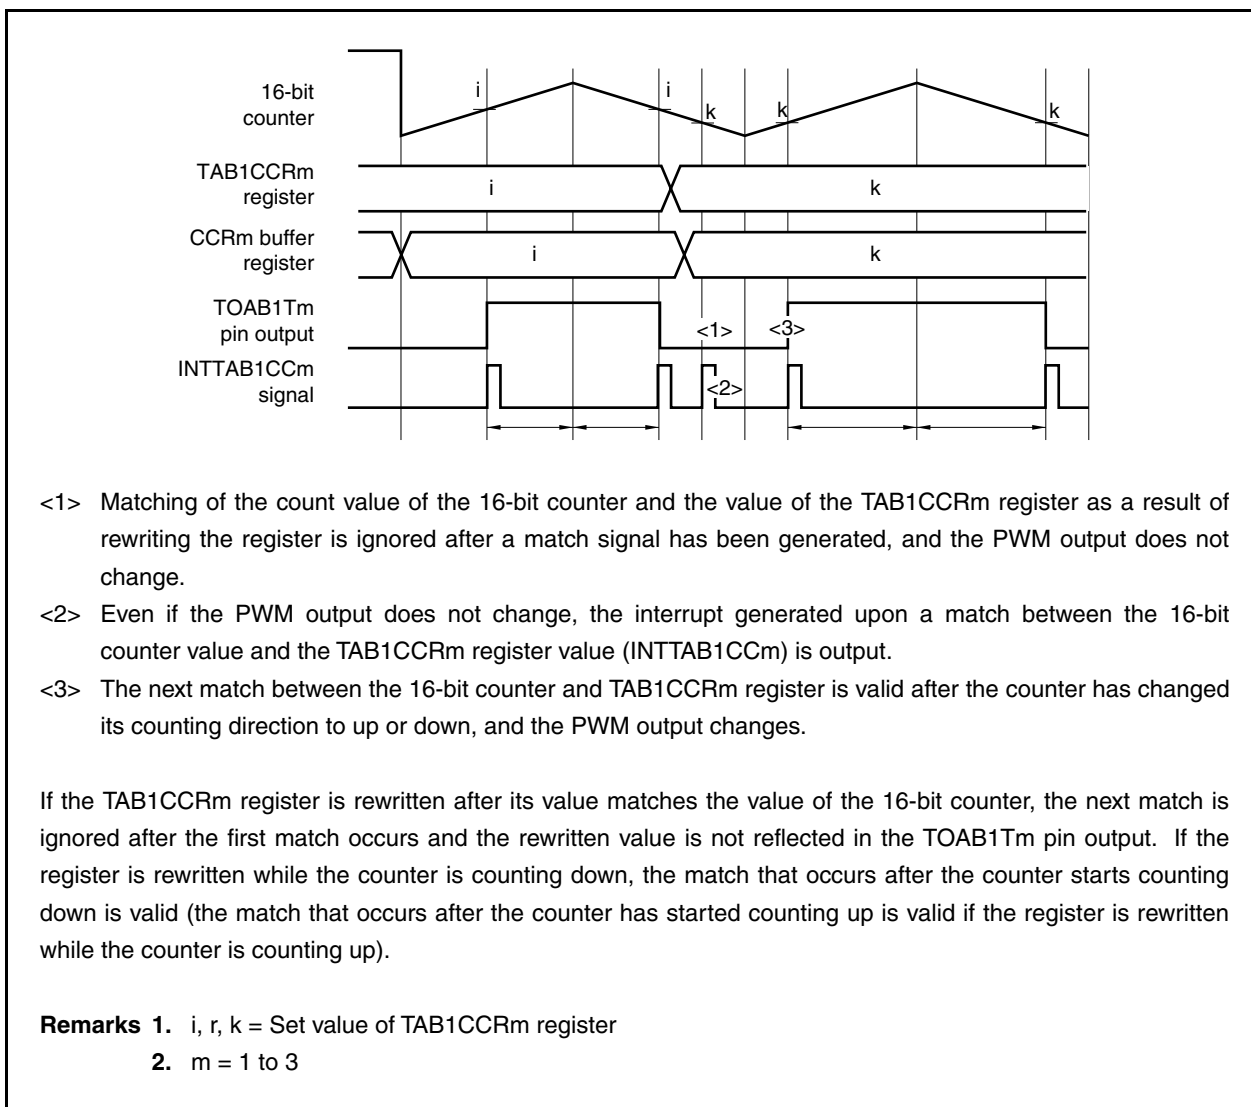 16-bit
counter
i
i
k
k
k
TAB1CCRm
register
i
k
CCRm buffer
register
i
k
TOAB1Tm
pin output
<1>
<3>
INTTAB1CCm
signal
<2>
<1> Matching of the count value of the 16-bit counter and the value of the TAB1CCRm register as a result of
rewriting the register is ignored after a match signal has been generated, and the PWM output does not
change.
<2> Even if the PWM output does not change, the interrupt generated upon a match between the 16-bit
counter value and the TAB1CCRm register value (INTTAB1CCm) is output.
<3> The next match between the 16-bit counter and TAB1CCRm register is valid after the counter has changed
its counting direction to up or down, and the PWM output changes.
If the TAB1CCRm register is rewritten after its value matches the value of the 16-bit counter, the next match is
ignored after the first match occurs and the rewritten value is not reflected in the TOAB1Tm pin output. If the
register is rewritten while the counter is counting down, the match that occurs after the counter starts counting
down is valid (the match that occurs after the counter has started counting up is valid if the register is rewritten
while the counter is counting up).
Remarks 1. i, r, k = Set value of TAB1CCRm register
2. m = 1 to 3